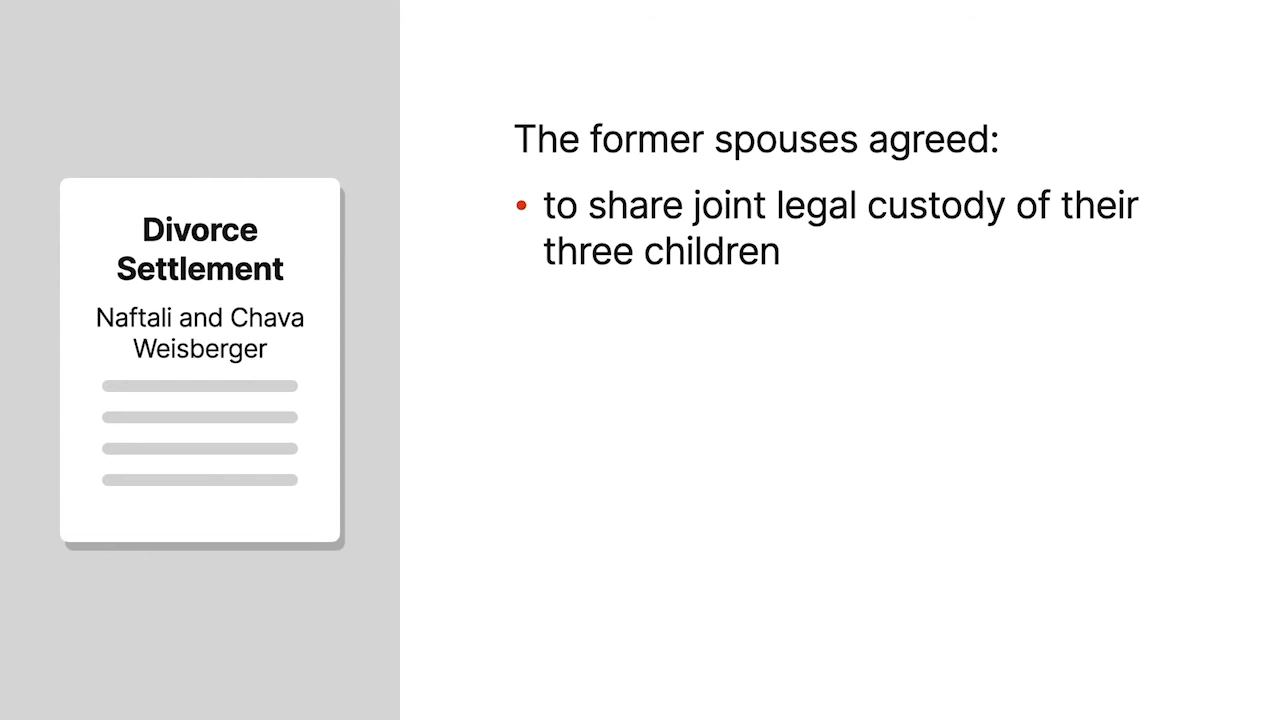 Divorce
Settlement
Naftali and Chava
Weisberger
The former spouses agreed:
• to share joint legal custody of their
three children